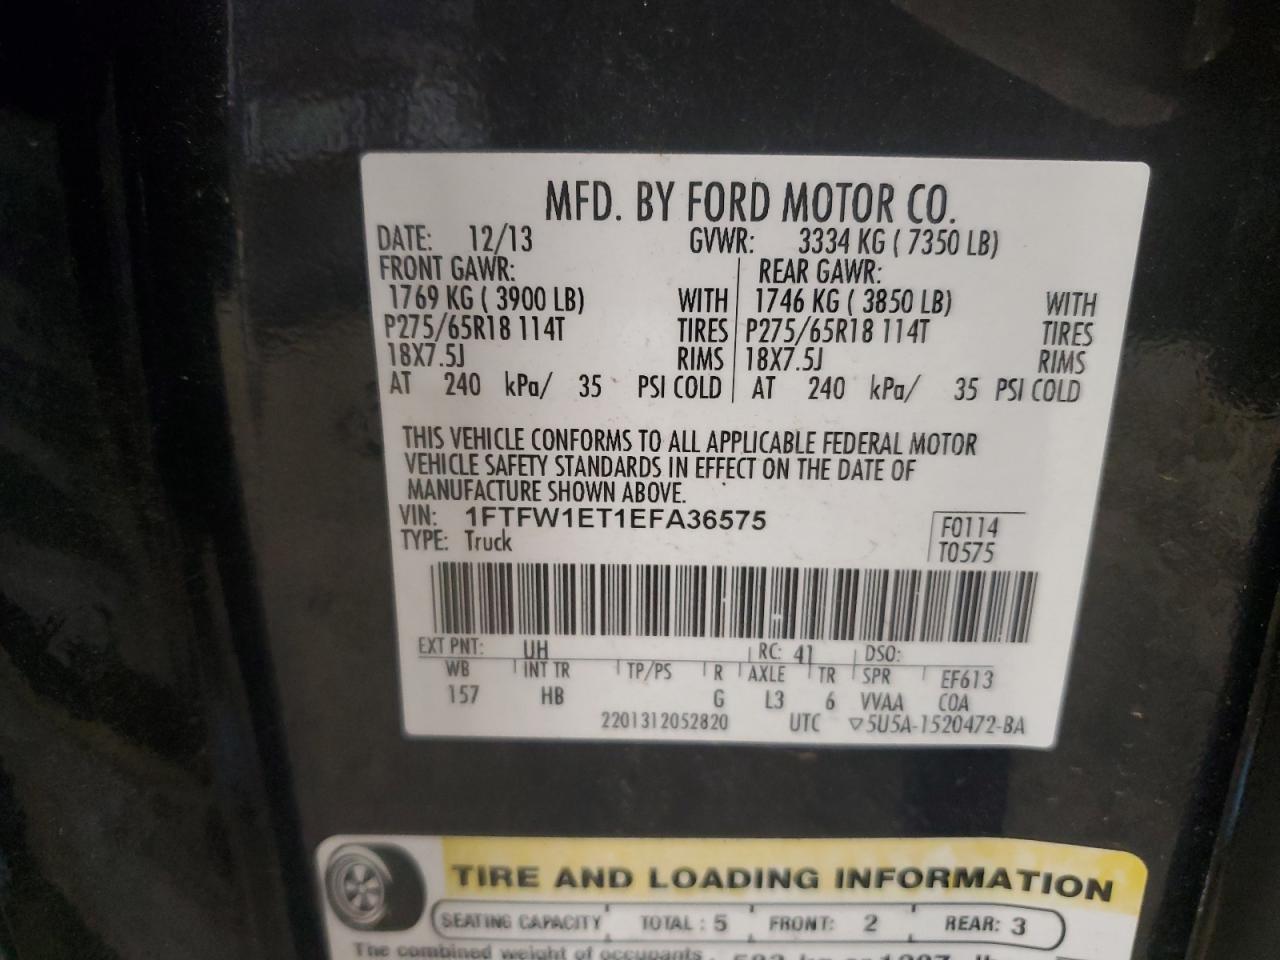 MFD. BY FORD MOTOR CO.
DATE: 12/13 GVWR: 3334 KG ( 7350 LB)
FRONT GAWR: REAR GAWR:
1769 KG ( 3900 LB) WITH 1746 KG ( 3850 LB) WITH
P275/65R18 114T TIRES P275/65R18 114T TIRES
18X7.5J RIMS 18X7.5J RIMS
AT 240 kPa/ 35 PSI COLD AT 240 kPa/ 35 PSI COLD
THIS VEHICLE CONFORMS TO ALL APPLICABLE FEDERAL MOTOR
VEHICLE SAFETY STANDARDS IN EFFECT ON THE DATE OF
MANUFACTURE SHOWN ABOVE.
VIN: 1FTFW1ET1EFA36575 F0114
TYPE: Truck T0575
EXT PNT: UH RC: 41 DSO:
WB INT TR TP/PS R AXLE TR SPR EF613
157 HB G L3 6 VVAA COA
2201312052820 UTC ▽5U5A-1520472-BA
TIRE AND LOADING INFORMATION
SEATING CAPACITY TOTAL : 5 FRONT: 2 REAR: 3
The combined weight of occupants